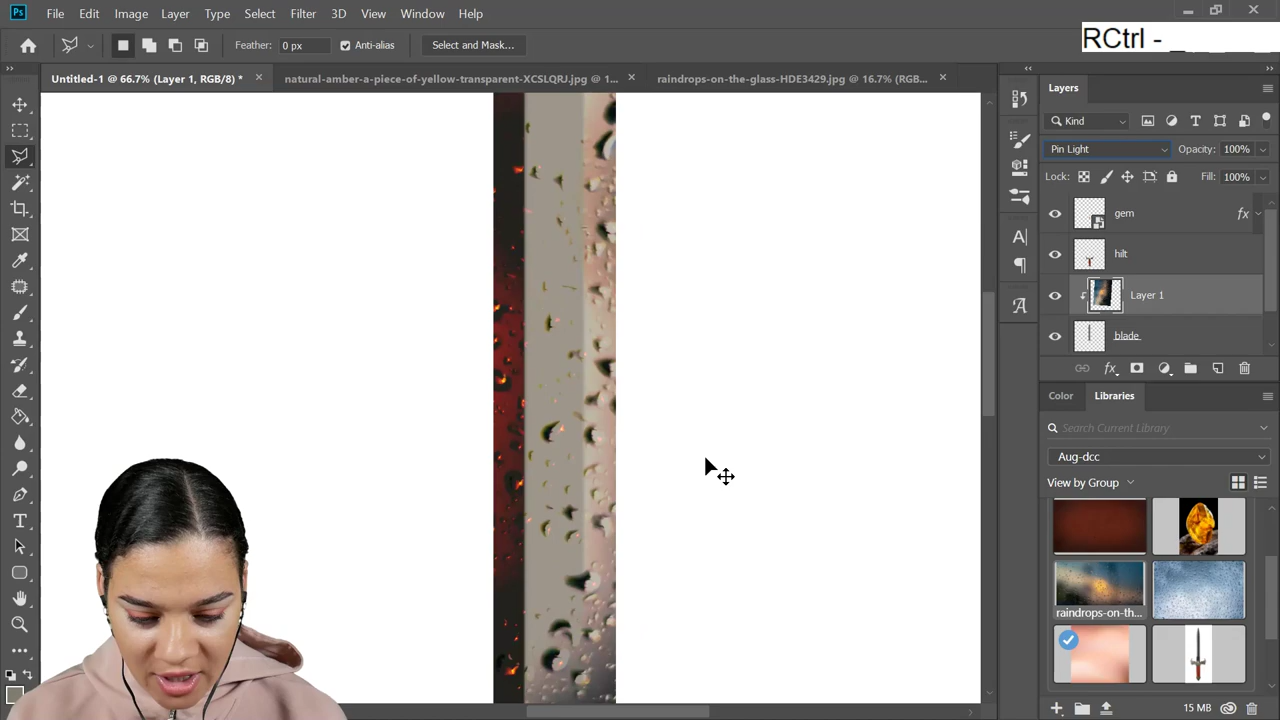 Ps File Edit Image Layer Type Select Filter 3D View Window Help
RCtrl - _
Feather: 0 px Anti-alias Select and Mask...
Untitled-1 @ 66.7% (Layer 1, RGB/8) * natural-amber-a-piece-of-yellow-transparent-XCSLQRJ.jpg @ 1... raindrops-on-the-glass-HDE3429.jpg @ 16.7% (RGB...
Layers
Kind
Pin Light Opacity: 100%
Lock: Fill: 100%
gem fx
hilt
Layer 1
blade
fx
Color Libraries
Search Current Library
Aug-dcc
View by Group
raindrops-on-th...
15 MB